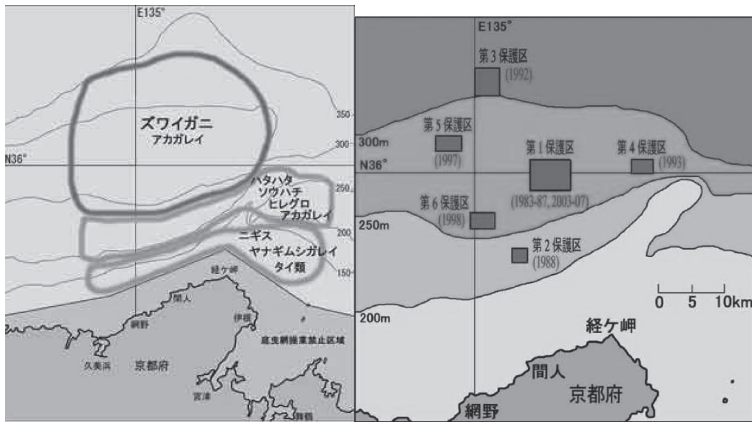 E135°
ズワイガニ
アカガレイ
350
300
N36°
ハタハタ
ソウハチ
ヒレグロ
アカガレイ
250
200
ニギス
ヤナギムシガレイ
タイ類
150
経ケ岬
間人
網野
伊根
久美浜
京都府
底曳網操業禁止区域
宮津
舞鶴
E135°
第3保護区
(1992)
300m
第5保護区
(1997)
第1保護区
(1983-87, 2003-07)
第4保護区
(1993)
N36°
第6保護区
(1998)
250m
第2保護区
(1988)
200m
0 5 10km
経ケ岬
間人
京都府
網野